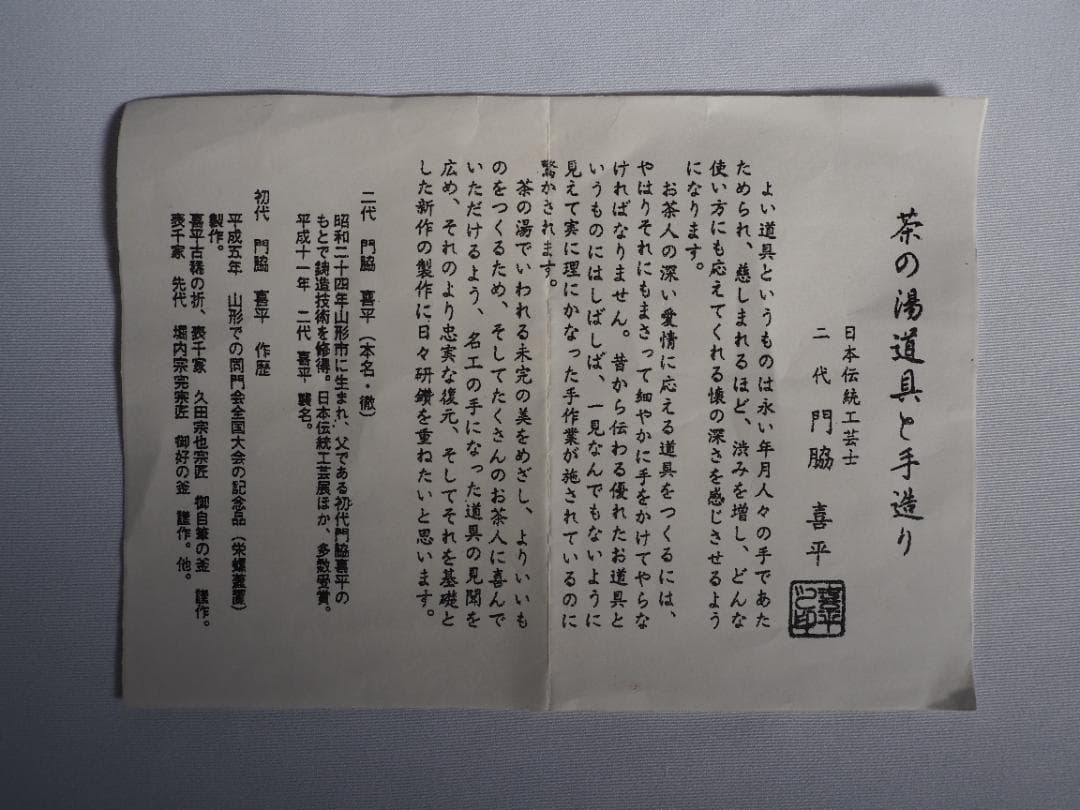 茶の湯道具と手造り
日本伝統工芸士
二代 門脇 喜平
喜平
よい道具というものは永い年月人々の手であた
ためられ、慈しまれるほど、渋みを増し、どんな
使い方にも応えてくれる懐の深さを感じさせるよう
になります。
お茶人の深い愛情に応える道具をつくるには、
やはりそれにもまさって細やかに手をかけてやらな
ければなりません。昔から伝わる優れたお道具と
いうものにはしばしば、一見なんでもないように
見えて実に理にかなった手作業が施されているのに
驚かされます。
茶の湯でいわれる未完の美をめざし、よりいいも
のをつくるため、そしてたくさんのお茶人に喜んで
いただけるよう、名工の手になった道具の見聞を
広め、それのより忠実な復元、そしてそれを基礎と
した新作の製作に日々研鑽を重ねたいと思います。
二代 門脇 喜平(本名・徹)
昭和二十四年山形市に生まれ、父である初代門脇喜平の
もとで鋳造技術を修得。日本伝統工芸展ほか、多数受賞。
平成十一年 二代 喜平 襲名。
初代 門脇 喜平 作歴
平成五年 山形での同門会全国大会の記念品(栄螺蓋置)
製作。
喜平古稀の折、表千家 久田宗也宗匠 御自筆の釜 謹作。
表千家 先代 堀内宗完宗匠 御好の釜 謹作。他。